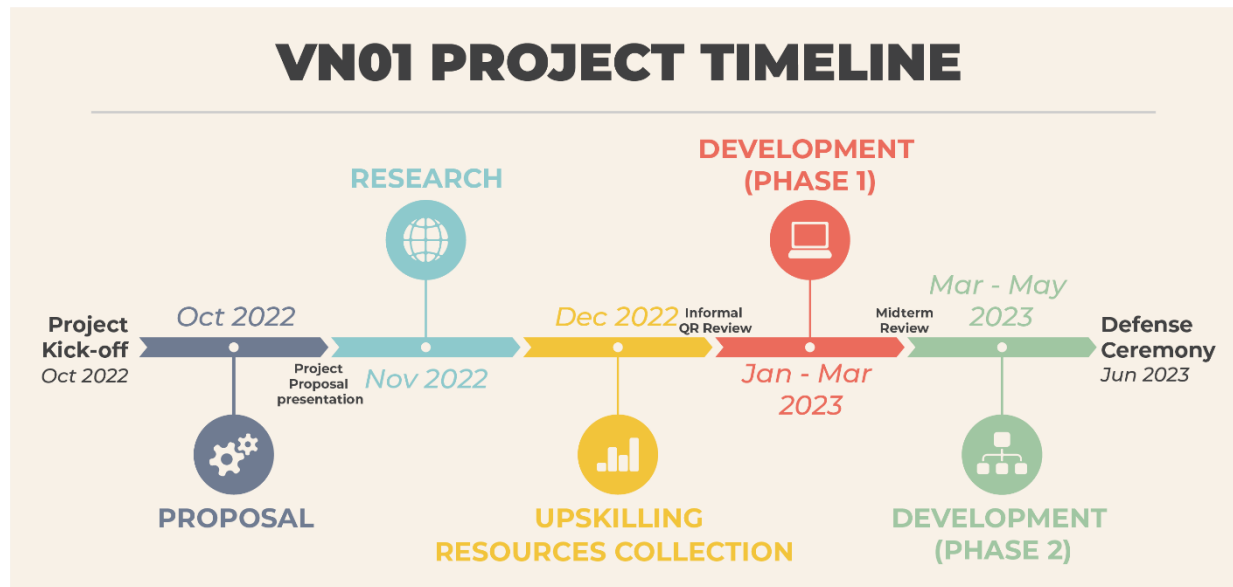 VN01 PROJECT TIMELINE
Project
Kick-off
Oct 2022
Oct 2022
PROPOSAL
Project
Proposal
presentation
RESEARCH
Nov 2022
Dec 2022
UPSKILLING
RESOURCES COLLECTION
Informal
QR Review
DEVELOPMENT
(PHASE 1)
Jan - Mar
2023
Midterm
Review
Mar - May
2023
DEVELOPMENT
(PHASE 2)
Defense
Ceremony
Jun 2023